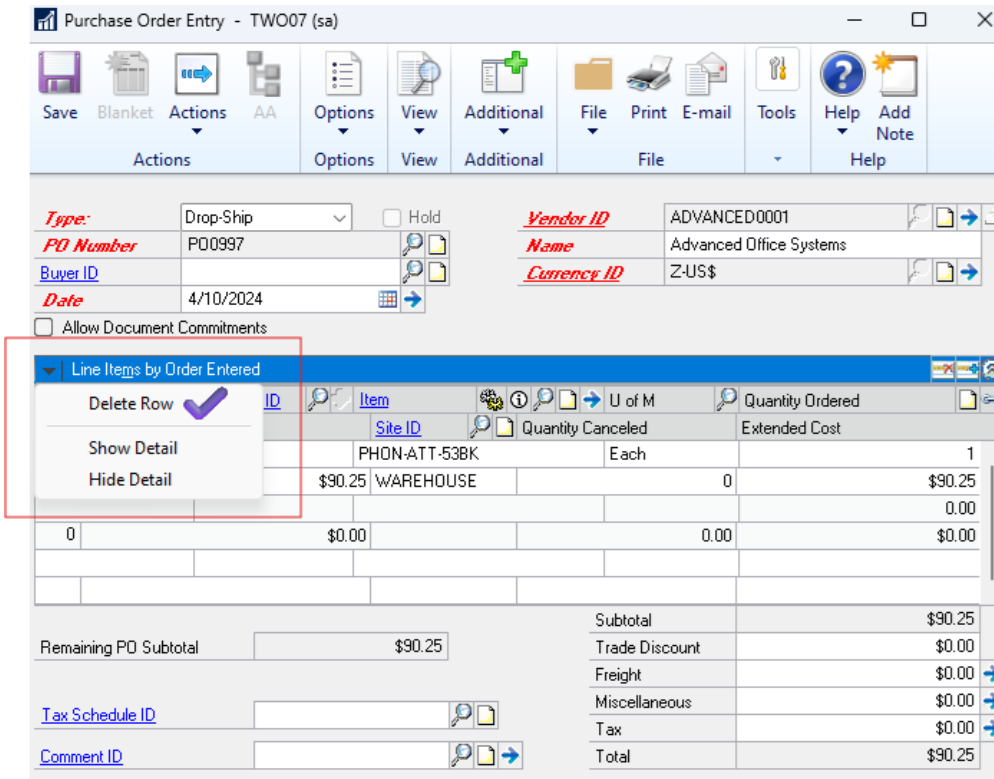 Purchase Order Entry - TWO07 (sa)
Save Blanket Actions AA Options View Additional File Print E-mail Tools Help Add Note
Actions Options View Additional File Help
Type: Drop-Ship Hold Vendor ID ADVANCED0001
PO Number PO0997 Name Advanced Office Systems
Buyer ID Currency ID Z-US$
Date 4/10/2024
Allow Document Commitments
Line Items by Order Entered
Delete Row ID Item U of M Quantity Ordered
Site ID Quantity Canceled Extended Cost
Show Detail PHON-ATT-53BK Each 1
Hide Detail $90.25 WAREHOUSE 0 $90.25
0.00
0 $0.00 0.00 $0.00
Subtotal $90.25
Remaining PO Subtotal $90.25 Trade Discount $0.00
Freight $0.00
Miscellaneous $0.00
Tax Schedule ID Tax $0.00
Comment ID Total $90.25